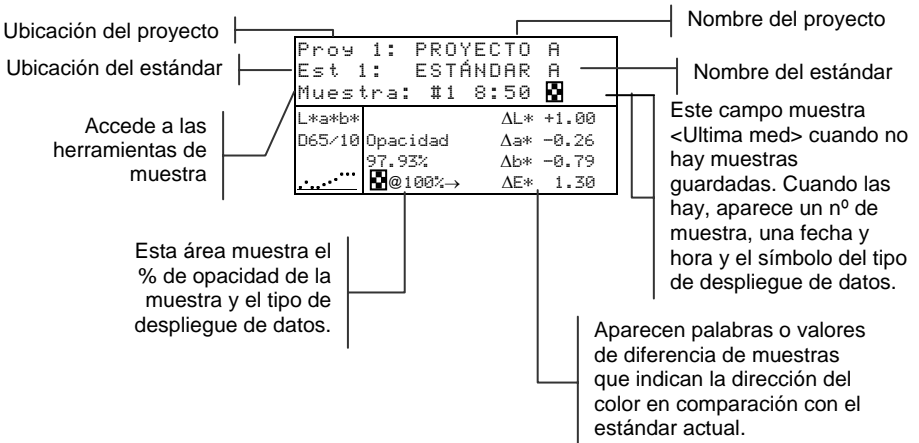 Ubicación del proyecto
Nombre del proyecto
Proy 1: PROYECTO A
Ubicación del estándar
Est 1: ESTÁNDAR A
Nombre del estándar
Muestra: #1 8:50
Accede a las
herramientas de
muestra
L*a*b*
D65/10
Opacidad
97.93%
@100%→
ΔL* +1.00
Δa* -0.26
Δb* -0.79
ΔE* 1.30
Este campo muestra
<Ultima med> cuando no
hay muestras
guardadas. Cuando las
hay, aparece un nº de
muestra, una fecha y
hora y el símbolo del tipo
de despliegue de datos.
Esta área muestra el
% de opacidad de la
muestra y el tipo de
despliegue de datos.
Aparecen palabras o valores
de diferencia de muestras
que indican la dirección del
color en comparación con el
estándar actual.